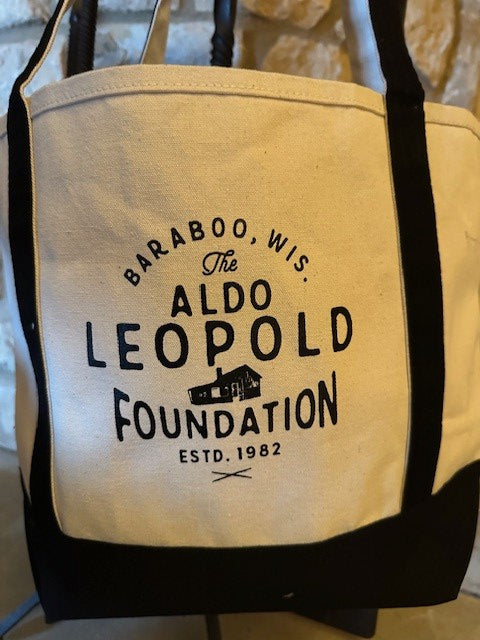 BARABOO, WIS.
The
ALDO
LEOPOLD
FOUNDATION
ESTD. 1982